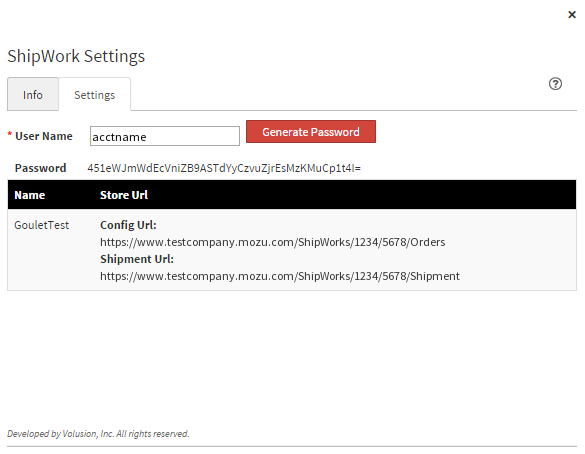 ×
ShipWork Settings
Info Settings ?
* User Name acctname Generate Password
Password 451eWJmWdEcVniZB9ASTdYyCzvuZjrEsMzKMuCp1t4I=
Name Store Url
GouletTest Config Url:
https://www.testcompany.mozu.com/ShipWorks/1234/5678/Orders
Shipment Url:
https://www.testcompany.mozu.com/ShipWorks/1234/5678/Shipment
Developed by Volusion, Inc. All rights reserved.